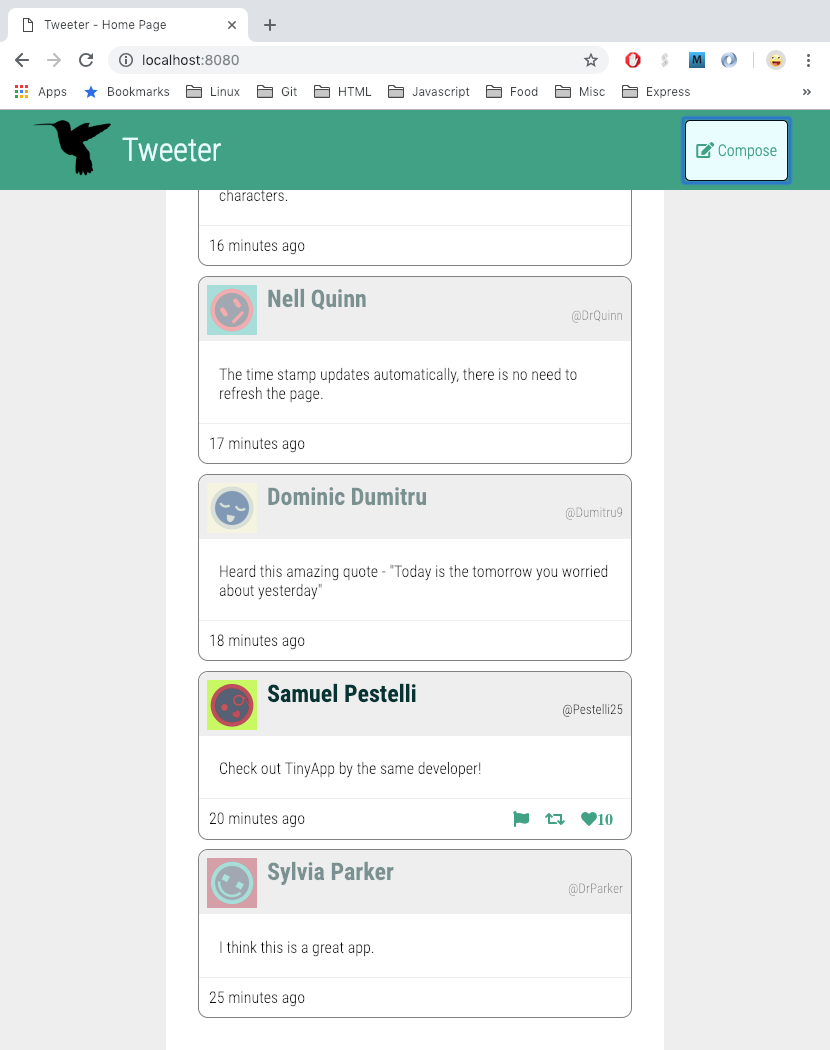 Tweeter - Home Page
localhost:8080
Apps Bookmarks Linux Git HTML Javascript Food Misc Express »
M
Tweeter
Compose
characters.
16 minutes ago
Nell Quinn
@DrQuinn
The time stamp updates automatically, there is no need to
refresh the page.
17 minutes ago
Dominic Dumitru
@Dumitru9
Heard this amazing quote - "Today is the tomorrow you worried
about yesterday"
18 minutes ago
Samuel Pestelli
@Pestelli25
Check out TinyApp by the same developer!
20 minutes ago 10
Sylvia Parker
@DrParker
I think this is a great app.
25 minutes ago